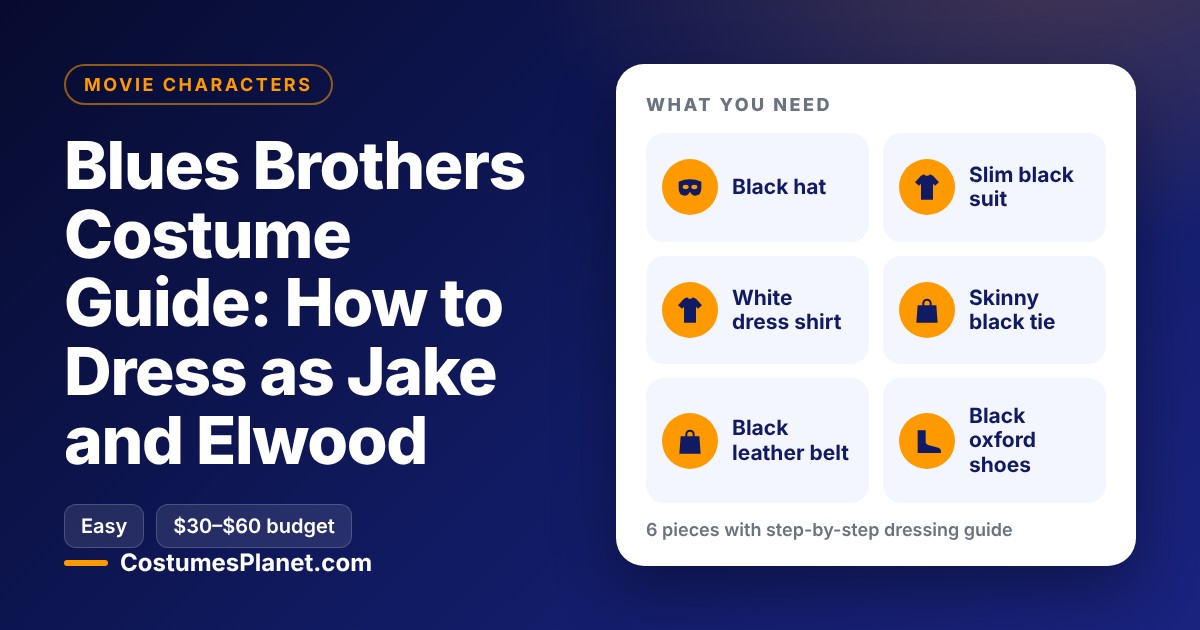 MOVIE CHARACTERS
Blues Brothers
Costume
Guide: How to
Dress as Jake
and Elwood
Easy
$30–$60 budget
CostumesPlanet.com
WHAT YOU NEED
Black hat
Slim black
suit
White
dress shirt
Skinny
black tie
Black
leather belt
Black
oxford
shoes
6 pieces with step-by-step dressing guide